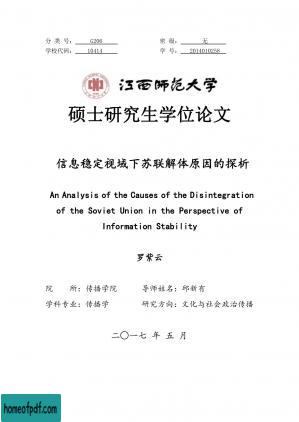 分 类 号： G206 密 级： 无
学校代码： 10414 学 号： 2014010258
江西师范大学
硕士研究生学位论文
信息稳定视域下苏联解体原因的探析
An Analysis of the Causes of the Disintegration
of the Soviet Union in the Perspective of
Information Stability
罗紫云
院 所：传播学院 导师姓名：邱新有
学科专业：传播学 研究方向：文化与社会政治传播
二〇一七 年 五 月
homeofpdf.com